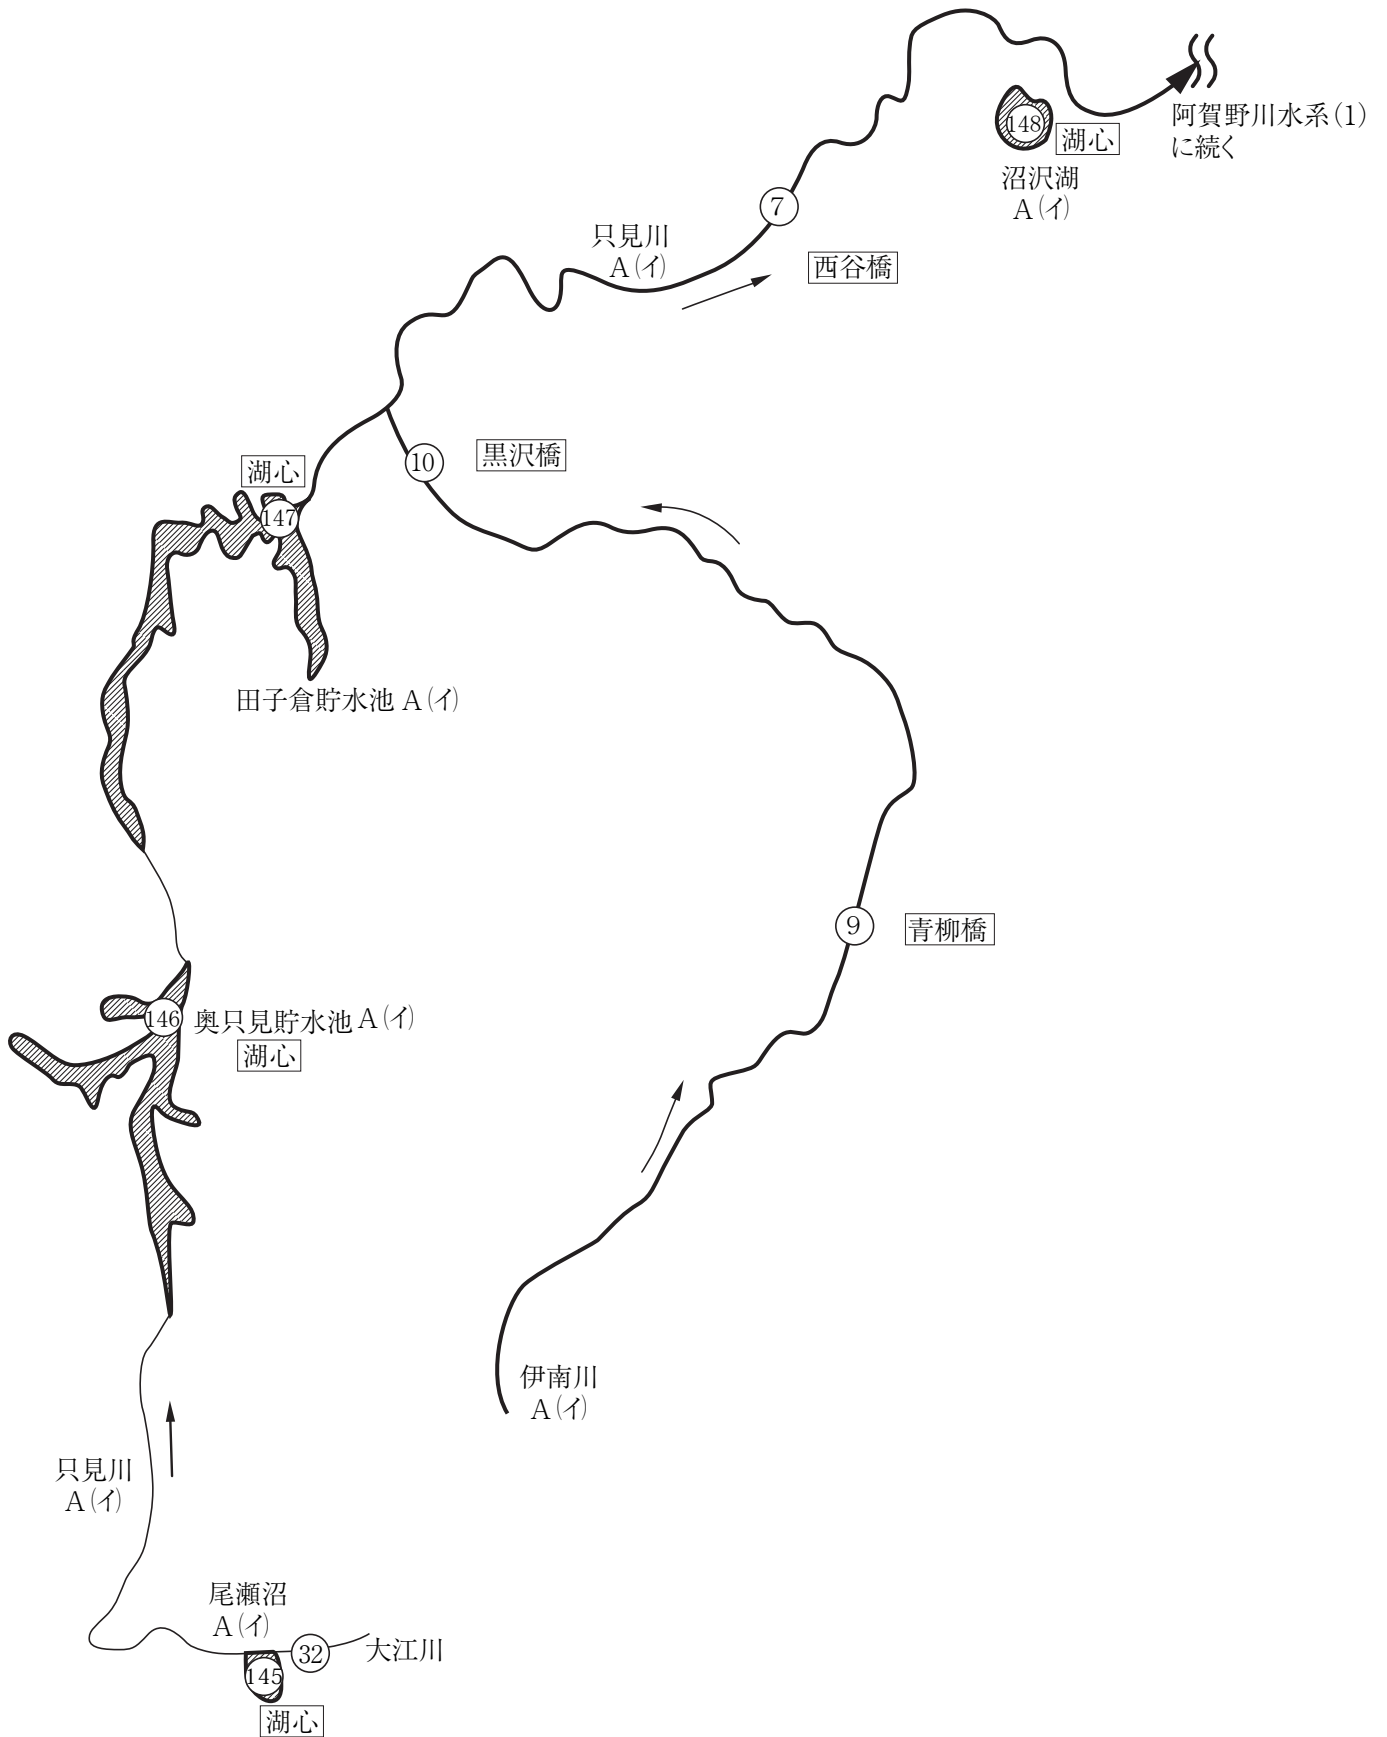 148
湖心
阿賀野川水系(1)
に続く
沼沢湖
A(イ)
7
只見川
A(イ)
西谷橋
10
黒沢橋
湖心
147
田子倉貯水池 A(イ)
9
青柳橋
146
奥只見貯水池 A(イ)
湖心
伊南川
A(イ)
只見川
A(イ)
尾瀬沼
A(イ)
32
大江川
145
湖心